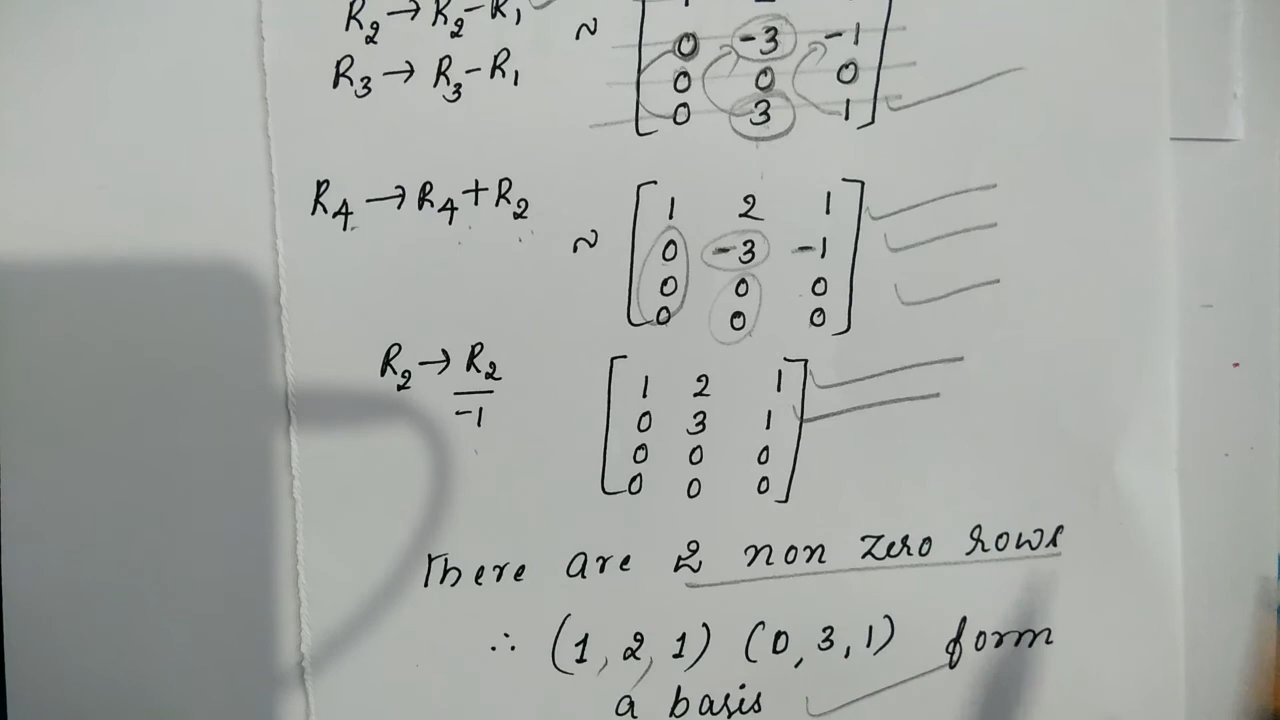 R₂ → R₂ - R₁
R₃ → R₃ - R₁
~
0 -3 -1
0 0 0
0 3 1
R₄ → R₄ + R₂
~
1 2 1
0 -3 -1
0 0 0
0 0 0
R₂ → R₂
-1
1 2 1
0 3 1
0 0 0
0 0 0
There are 2 non zero rows
∴ (1, 2, 1) (0, 3, 1) form
a basis